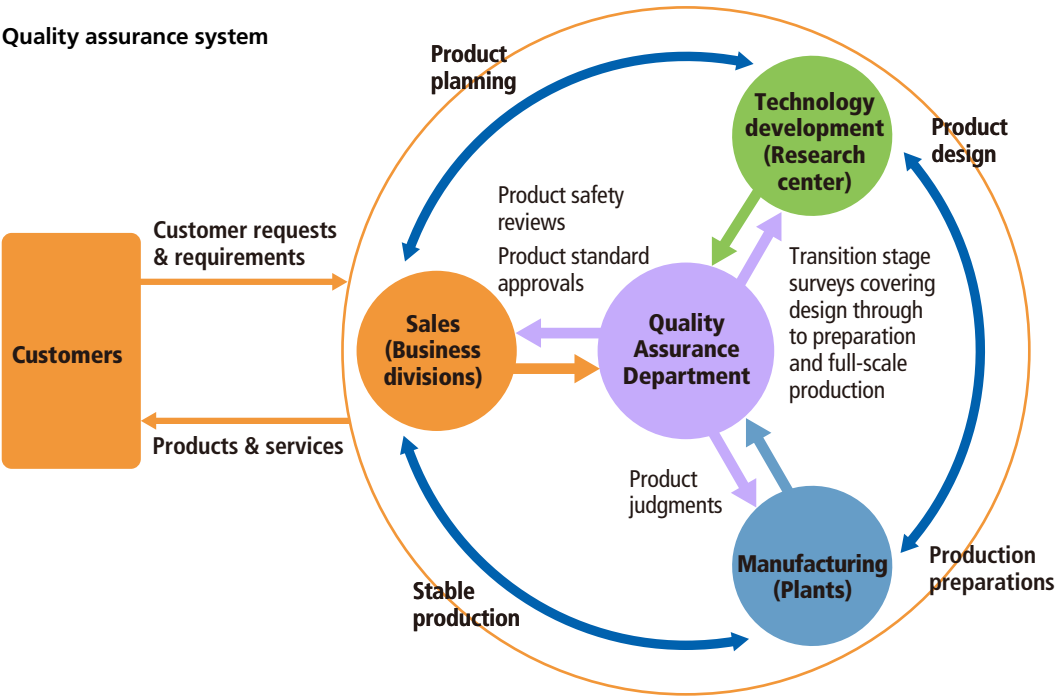 Quality assurance system
Product
planning
Technology
development
(Research
center)
Product
design
Customer requests
& requirements
Product safety
reviews
Product standard
approvals
Transition stage
surveys covering
design through
to preparation
and full-scale
production
Customers
Sales
(Business
divisions)
Quality
Assurance
Department
Products & services
Product
judgments
Manufacturing
(Plants)
Production
preparations
Stable
production